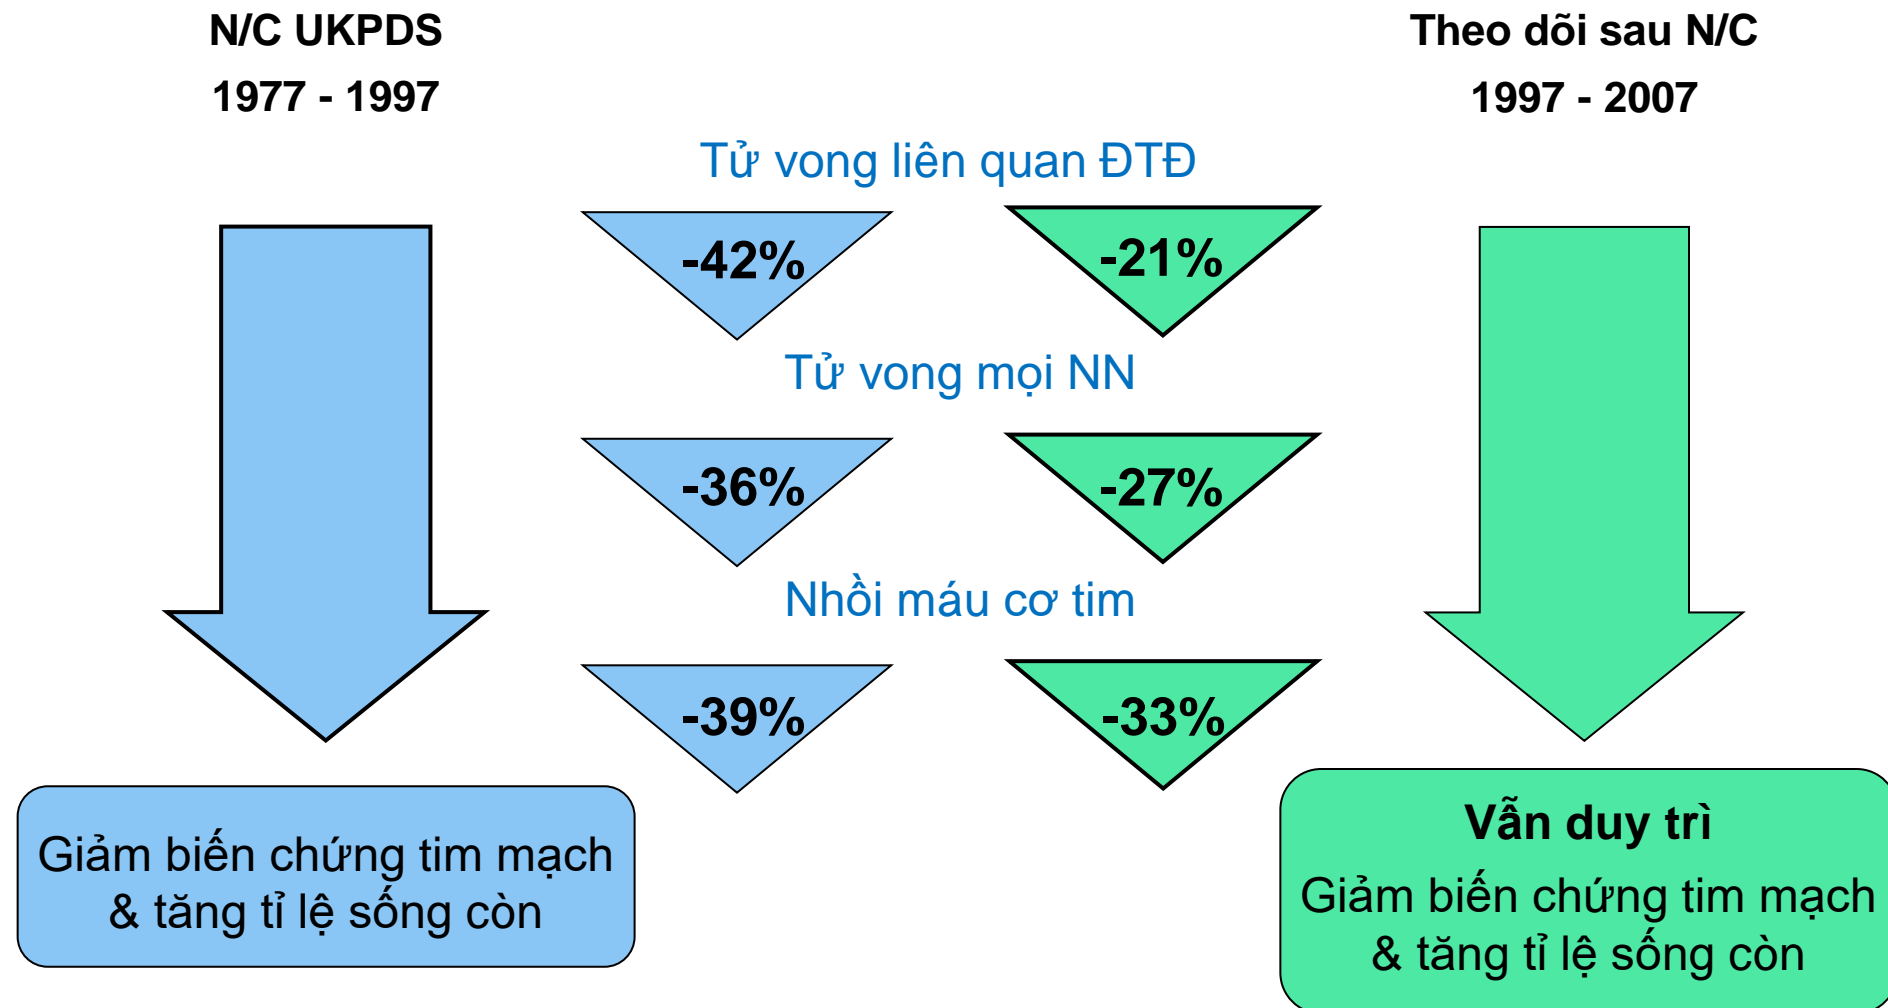 N/C UKPDS
1977 - 1997
Theo dõi sau N/C
1997 - 2007
Tử vong liên quan ĐTĐ
-42%
-21%
Tử vong mọi NN
-36%
-27%
Nhồi máu cơ tim
-39%
-33%
Giảm biến chứng tim mạch
& tăng tỉ lệ sống còn
Vẫn duy trì
Giảm biến chứng tim mạch
& tăng tỉ lệ sống còn